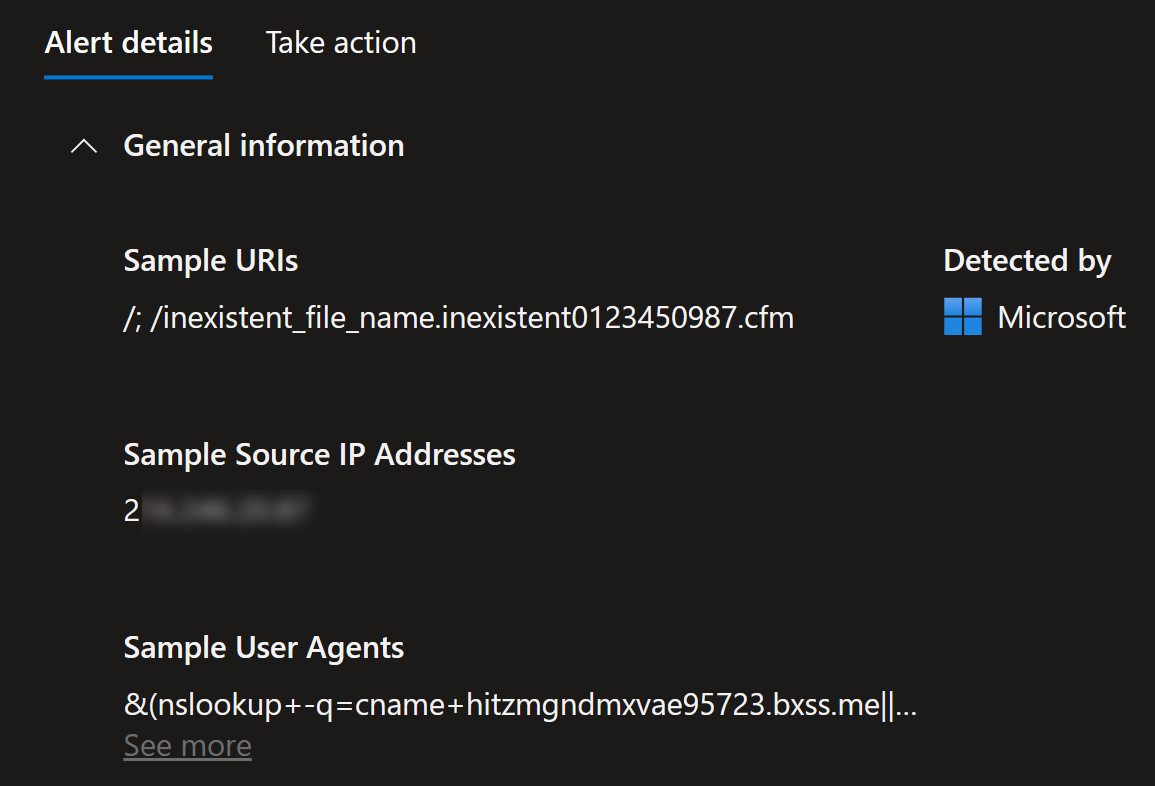 Alert details Take action
General information
Sample URIs Detected by
/; /inexistent_file_name.inexistent0123450987.cfm Microsoft
Sample Source IP Addresses
2
Sample User Agents
&(nslookup+-q=cname+hitzmgndmxvae95723.bxss.me||...
See more